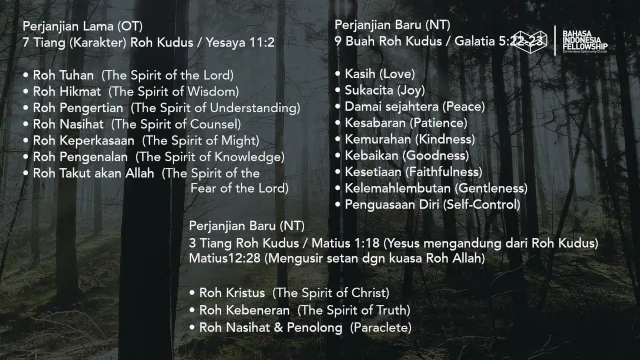 Perjanjian Lama (OT)
7 Tiang (Karakter) Roh Kudus / Yesaya 11:2
• Roh Tuhan (The Spirit of the Lord)
• Roh Hikmat (The Spirit of Wisdom)
• Roh Pengertian (The Spirit of Understanding)
• Roh Nasihat (The Spirit of Counsel)
• Roh Keperkasaan (The Spirit of Might)
• Roh Pengenalan (The Spirit of Knowledge)
• Roh Takut akan Allah (The Spirit of the
Fear of the Lord)
Perjanjian Baru (NT)
9 Buah Roh Kudus / Galatia 5:22-23
• Kasih (Love)
• Sukacita (Joy)
• Damai sejahtera (Peace)
• Kesabaran (Patience)
• Kemurahan (Kindness)
• Kebaikan (Goodness)
• Kesetiaan (Faithfulness)
• Kelemahlembutan (Gentleness)
• Penguasaan Diri (Self-Control)
BAHASA
INDONESIA
FELLOWSHIP
Perjanjian Baru (NT)
3 Tiang Roh Kudus / Matius 1:18 (Yesus mengandung dari Roh Kudus)
Matius12:28 (Mengusir setan dgn kuasa Roh Allah)
• Roh Kristus (The Spirit of Christ)
• Roh Kebeneran (The Spirit of Truth)
• Roh Nasihat & Penolong (Paraclete)